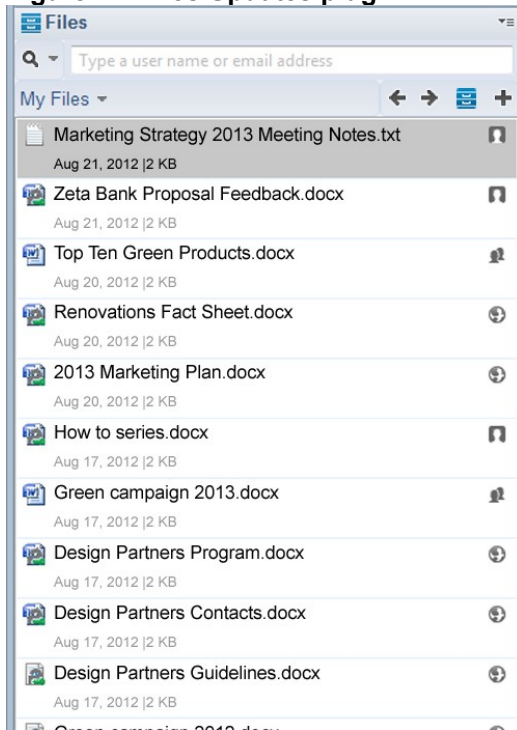 Files
Type a user name or email address
My Files
Marketing Strategy 2013 Meeting Notes.txt
Aug 21, 2012 |2 KB
Zeta Bank Proposal Feedback.docx
Aug 21, 2012 |2 KB
Top Ten Green Products.docx
Aug 20, 2012 |2 KB
Renovations Fact Sheet.docx
Aug 20, 2012 |2 KB
2013 Marketing Plan.docx
Aug 20, 2012 |2 KB
How to series.docx
Aug 17, 2012 |2 KB
Green campaign 2013.docx
Aug 17, 2012 |2 KB
Design Partners Program.docx
Aug 17, 2012 |2 KB
Design Partners Contacts.docx
Aug 17, 2012 |2 KB
Design Partners Guidelines.docx
Aug 17, 2012 |2 KB